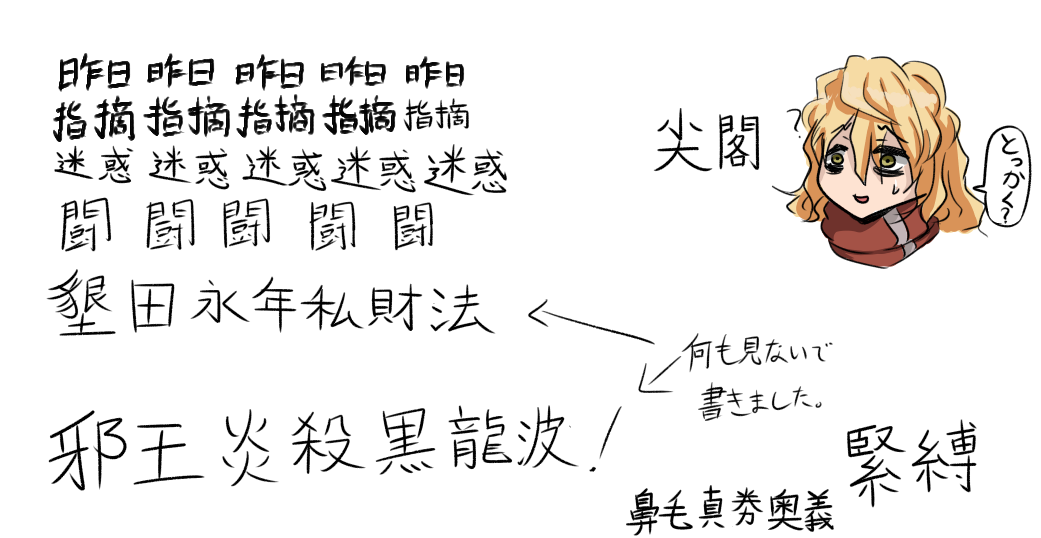 昨日 昨日 昨日 昨日 昨日
指摘 指摘 指摘 指摘 指摘
迷惑 迷惑 迷惑 迷惑 迷惑
闘 闘 闘 闘 闘
墾田永年私財法
邪王炎殺黒龍波!
何も見ないで
書きました。
尖閣
?
とっかく?
緊縛
鼻毛真券奥義